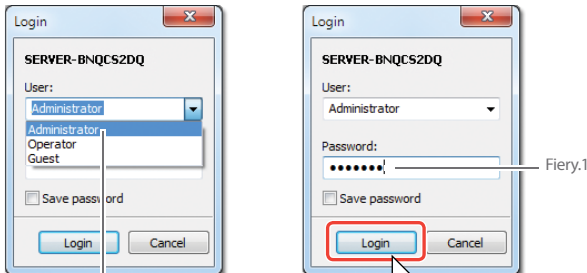 Login
SERVER-BNQCS2DQ
User:
Administrator
Administrator
Operator
Guest
Save password
Login
Cancel
Login
SERVER-BNQCS2DQ
User:
Administrator
Password:
•••••••
Save password
Login
Cancel
Fiery.1